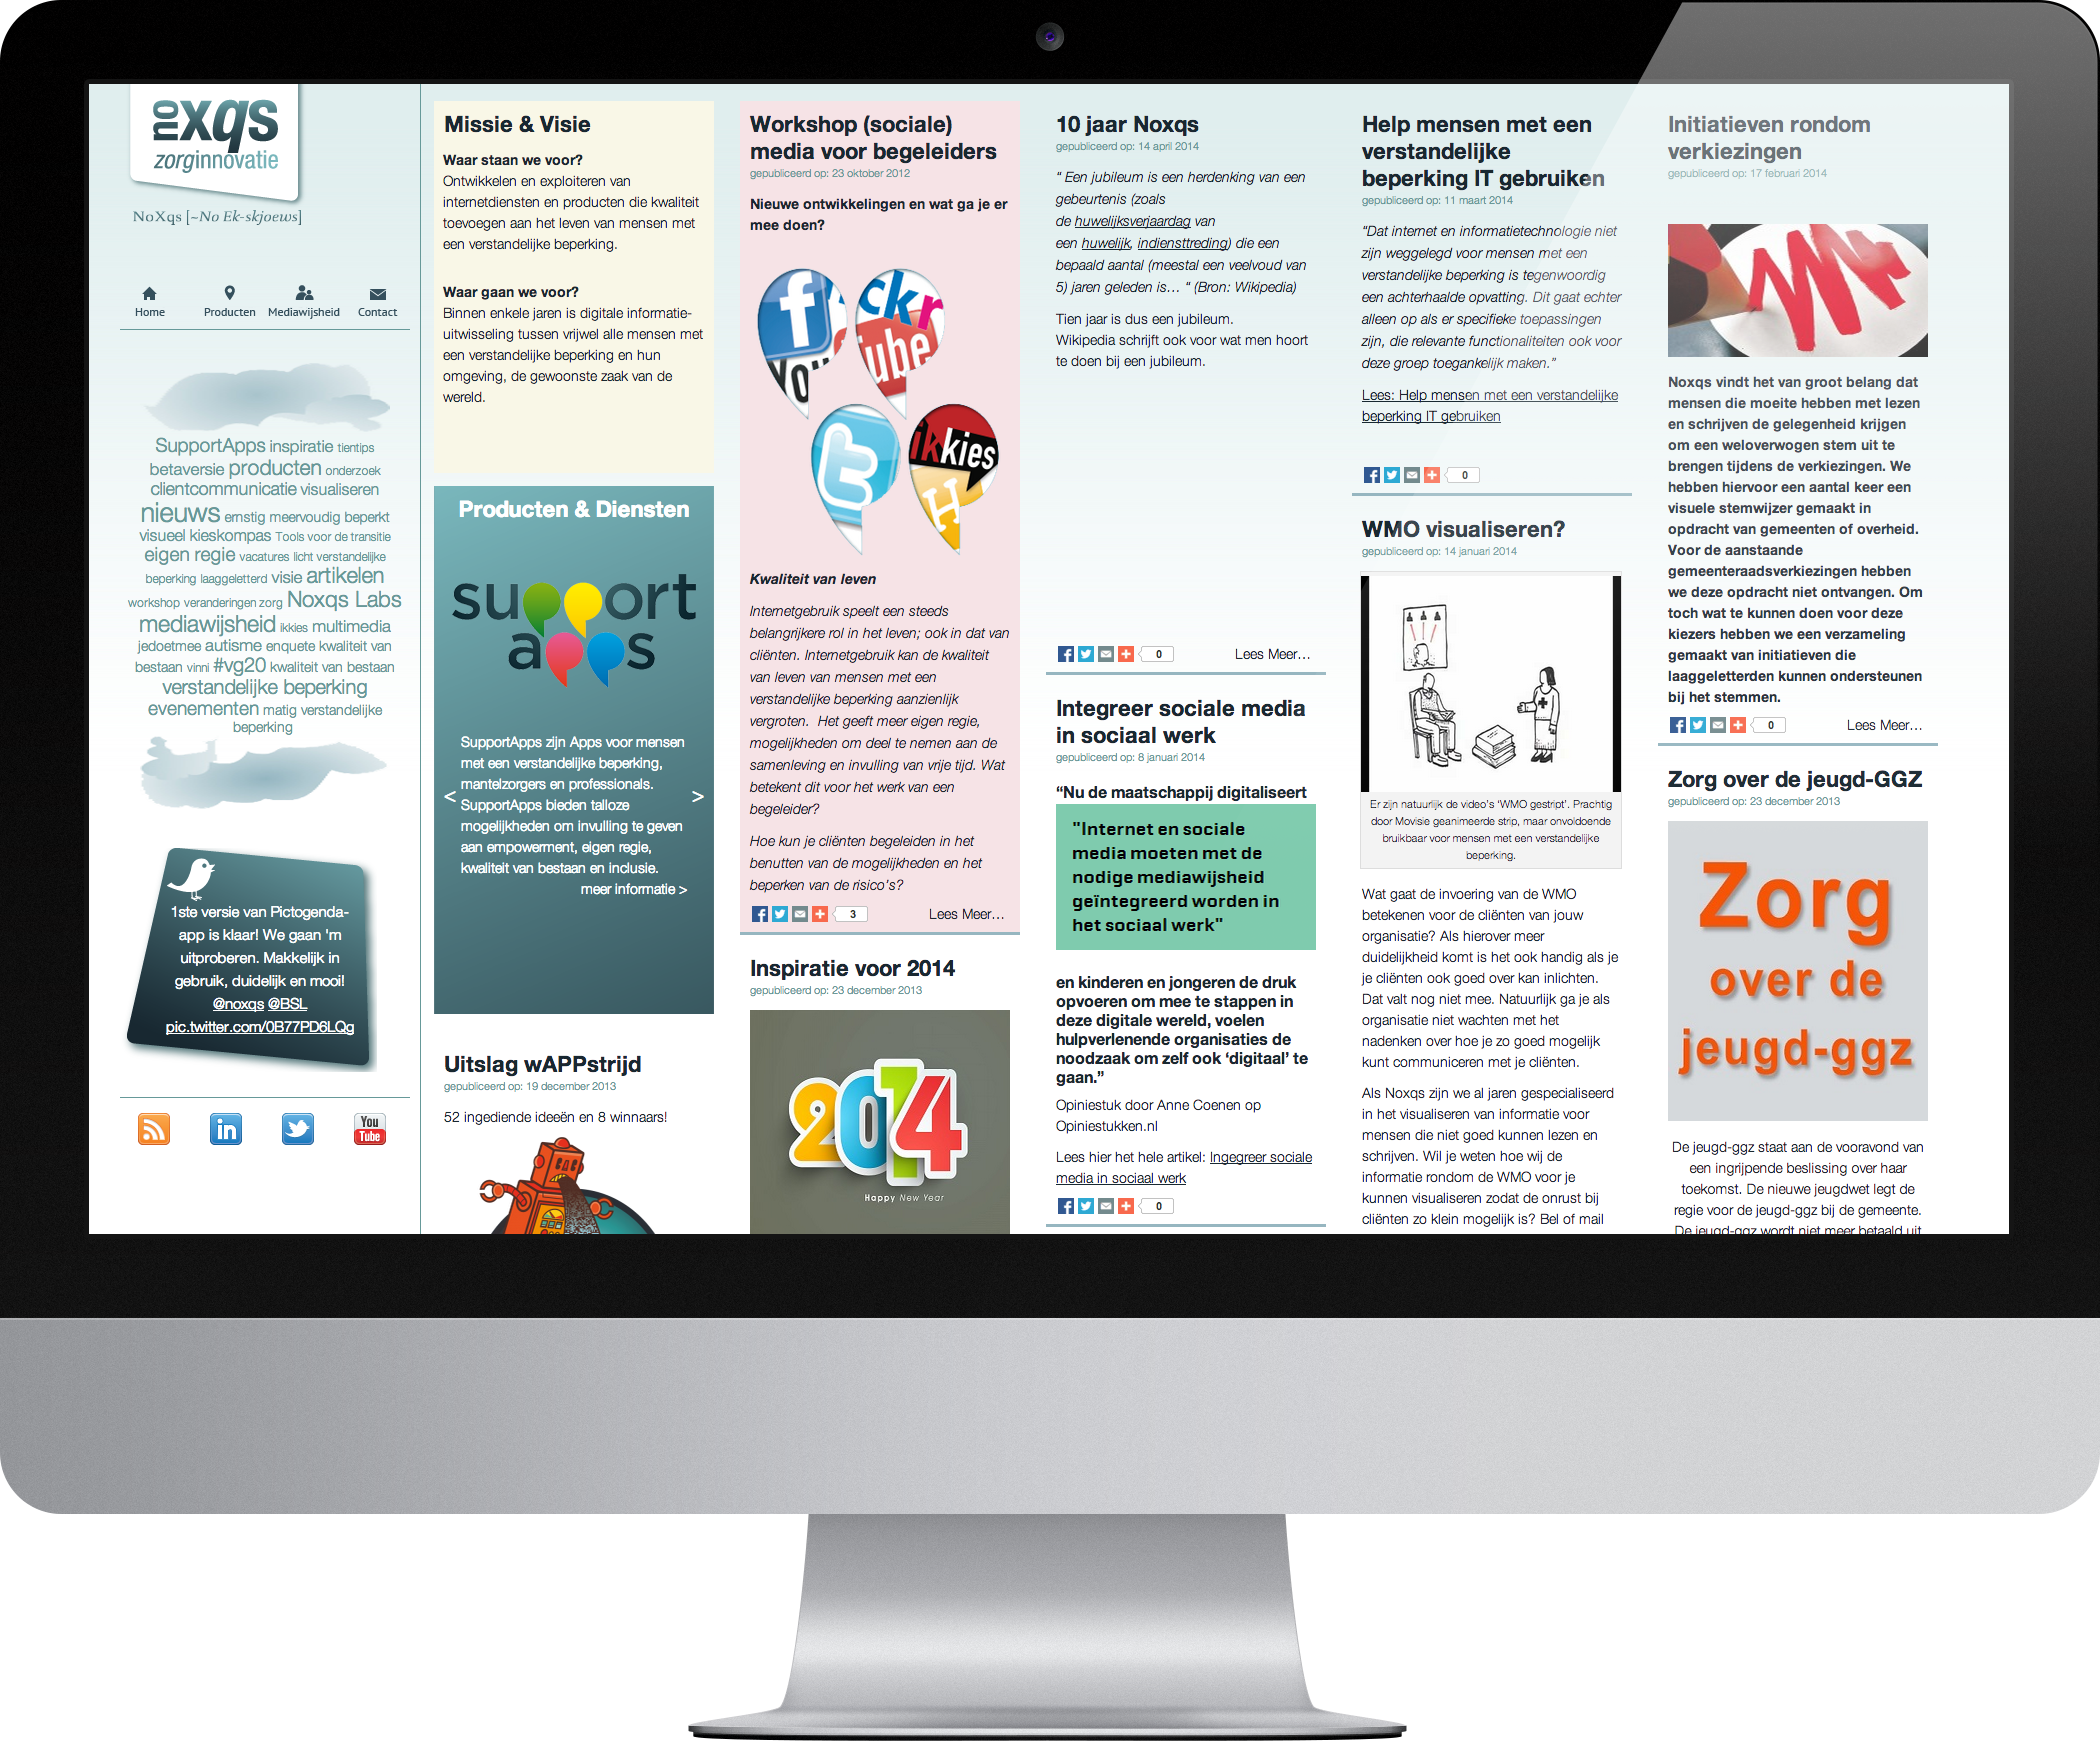 noxqs
zorginnovatie
NoXqs [~No Ek-skjoews]
Home
Producten
Mediawijsheid
Contact
SupportApps inspiratie tientips
betaversie producten onderzoek
clientcommunicatie visualiseren
nieuws ernstig meervoudig beperkt
visueel kieskompas Tools voor de transitie
eigen regie vacatures licht verstandelijke
beperking laaggeletterd visie artikelen
workshop veranderingen zorg Noxqs Labs
mediawijsheid ikkies multimedia
jedoetmee autisme enquete kwaliteit van
bestaan vinni #vg20 kwaliteit van bestaan
verstandelijke beperking
evenementen matig verstandelijke
beperking
1ste versie van Pictogenda-
app is klaar! We gaan 'm
uitproberen. Makkelijk in
gebruik, duidelijk en mooi!
@noxqs @BSL
pic.twitter.com/0B77PD6LQg
in
You
Tube
Missie & Visie
Waar staan we voor?
Ontwikkelen en exploiteren van
internetdiensten en producten die kwaliteit
toevoegen aan het leven van mensen met
een verstandelijke beperking.
Waar gaan we voor?
Binnen enkele jaren is digitale informatie-
uitwisseling tussen vrijwel alle mensen met
een verstandelijke beperking en hun
omgeving, de gewoonste zaak van de
wereld.
Producten & Diensten
support
apps
SupportApps zijn Apps voor mensen
met een verstandelijke beperking,
mantelzorgers en professionals.
< SupportApps bieden talloze >
mogelijkheden om invulling te geven
aan empowerment, eigen regie,
kwaliteit van bestaan en inclusie.
meer informatie >
Uitslag wAPPstrijd
gepubliceerd op: 19 december 2013
52 ingediende ideeën en 8 winnaars!
Workshop (sociale)
media voor begeleiders
gepubliceerd op: 23 oktober 2012
Nieuwe ontwikkelingen en wat ga je er
mee doen?
f
ckr
You
ube
t
ikkies
H
Kwaliteit van leven
Internetgebruik speelt een steeds
belangrijkere rol in het leven; ook in dat van
cliënten. Internetgebruik kan de kwaliteit
van leven van mensen met een
verstandelijke beperking aanzienlijk
vergroten.  Het geeft meer eigen regie,
mogelijkheden om deel te nemen aan de
samenleving en invulling van vrije tijd. Wat
betekent dit voor het werk van een
begeleider?
Hoe kun je cliënten begeleiden in het
benutten van de mogelijkheden en het
beperken van de risico's?
3
Lees Meer…
Inspiratie voor 2014
gepubliceerd op: 23 december 2013
2014
Happy New Year
10 jaar Noxqs
gepubliceerd op: 14 april 2014
“ Een jubileum is een herdenking van een
gebeurtenis (zoals
de huwelijksverjaardag van
een huwelijk, indiensttreding) die een
bepaald aantal (meestal een veelvoud van
5) jaren geleden is… “ (Bron: Wikipedia)
Tien jaar is dus een jubileum.
Wikipedia schrijft ook voor wat men hoort
te doen bij een jubileum.
0
Lees Meer…
Integreer sociale media
in sociaal werk
gepubliceerd op: 8 januari 2014
“Nu de maatschappij digitaliseert
"Internet en sociale
media moeten met de
nodige mediawijsheid
geïntegreerd worden in
het sociaal werk"
en kinderen en jongeren de druk
opvoeren om mee te stappen in
deze digitale wereld, voelen
hulpverlenende organisaties de
noodzaak om zelf ook ‘digitaal’ te
gaan.”
Opiniestuk door Anne Coenen op
Opiniestukken.nl
Lees hier het hele artikel: Ingegreer sociale
media in sociaal werk
0
Help mensen met een
verstandelijke
beperking IT gebruiken
gepubliceerd op: 11 maart 2014
“Dat internet en informatietechnologie niet
zijn weggelegd voor mensen met een
verstandelijke beperking is tegenwoordig
een achterhaalde opvatting. Dit gaat echter
alleen op als er specifieke toepassingen
zijn, die relevante functionaliteiten ook voor
deze groep toegankelijk maken.”
Lees: Help mensen met een verstandelijke
beperking IT gebruiken
0
WMO visualiseren?
gepubliceerd op: 14 januari 2014
Er zijn natuurlijk de video's ‘WMO gestript’. Prachtig
door Movisie geanimeerde strip, maar onvoldoende
bruikbaar voor mensen met een verstandelijke
beperking.
Wat gaat de invoering van de WMO
betekenen voor de cliënten van jouw
organisatie? Als hierover meer
duidelijkheid komt is het ook handig als je
je cliënten ook goed over kan inlichten.
Dat valt nog niet mee. Natuurlijk ga je als
organisatie niet wachten met het
nadenken over hoe je zo goed mogelijk
kunt communiceren met je cliënten.
Als Noxqs zijn we al jaren gespecialiseerd
in het visualiseren van informatie voor
mensen die niet goed kunnen lezen en
schrijven. Wil je weten hoe wij de
informatie rondom de WMO voor je
kunnen visualiseren zodat de onrust bij
cliënten zo klein mogelijk is? Bel of mail
Initiatieven rondom
verkiezingen
gepubliceerd op: 17 februari 2014
Noxqs vindt het van groot belang dat
mensen die moeite hebben met lezen
en schrijven de gelegenheid krijgen
om een weloverwogen stem uit te
brengen tijdens de verkiezingen. We
hebben hiervoor een aantal keer een
visuele stemwijzer gemaakt in
opdracht van gemeenten of overheid.
Voor de aanstaande
gemeenteraadsverkiezingen hebben
we deze opdracht niet ontvangen. Om
toch wat te kunnen doen voor deze
kiezers hebben we een verzameling
gemaakt van initiatieven die
laaggeletterden kunnen ondersteunen
bij het stemmen.
0
Lees Meer…
Zorg over de jeugd-GGZ
gepubliceerd op: 23 december 2013
Zorg
over de
jeugd-ggz
De jeugd-ggz staat aan de vooravond van
een ingrijpende beslissing over haar
toekomst. De nieuwe jeugdwet legt de
regie voor de jeugd-ggz bij de gemeente.
De jeugd-ggz wordt niet meer betaald uit